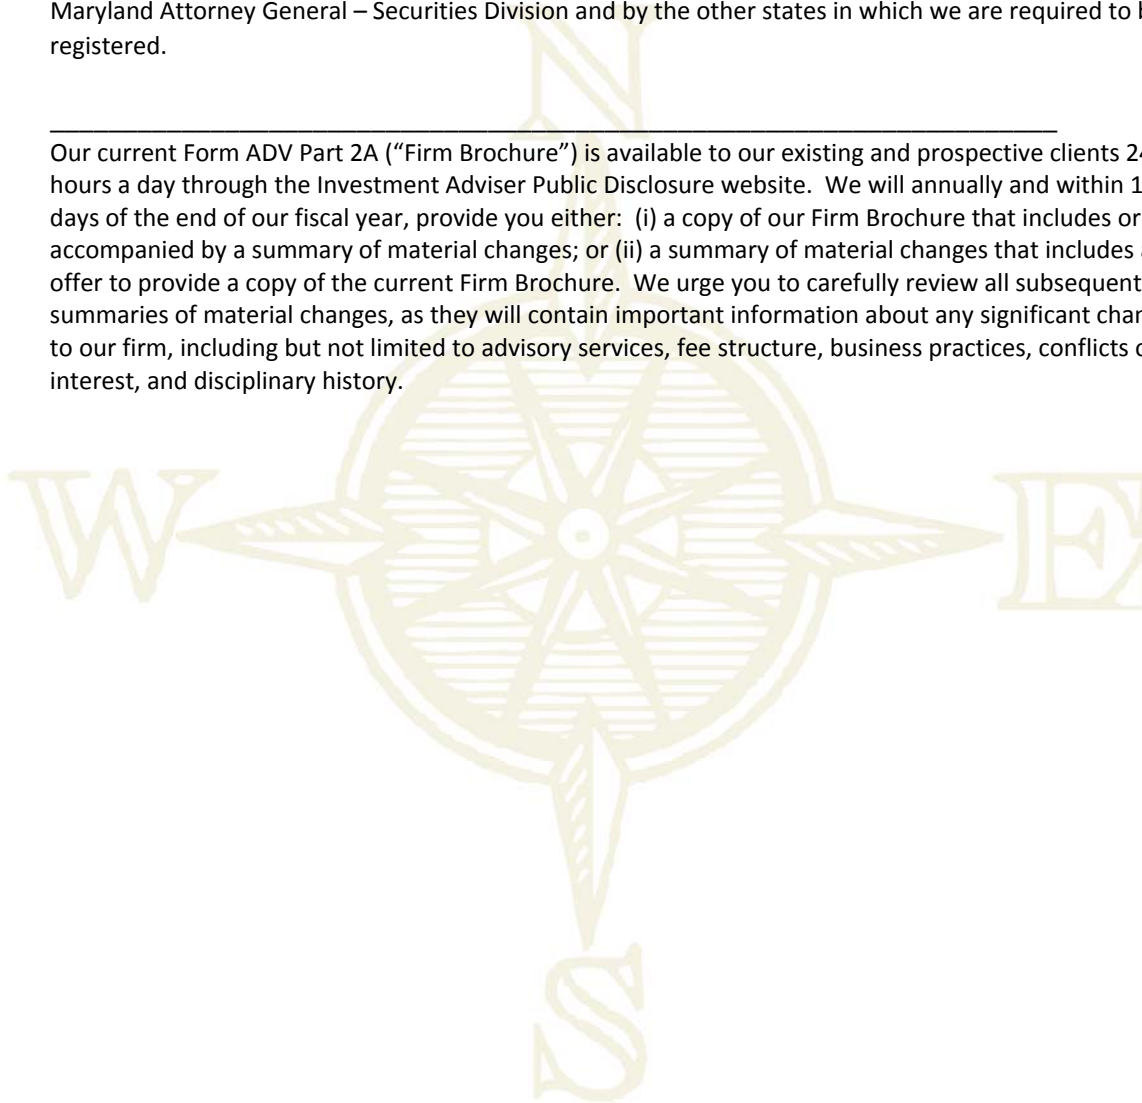 Maryland Attorney General – Securities Division and by the other states in which we are required to
registered.
Our current Form ADV Part 2A (“Firm Brochure”) is available to our existing and prospective clients
hours a day through the Investment Adviser Public Disclosure website. We will annually and within
days of the end of our fiscal year, provide you either: (i) a copy of our Firm Brochure that includes or
accompanied by a summary of material changes; or (ii) a summary of material changes that includes
offer to provide a copy of the current Firm Brochure. We urge you to carefully review all subsequent
summaries of material changes, as they will contain important information about any significant
to our firm, including but not limited to advisory services, fee structure, business practices, conflicts
interest, and disciplinary history.
N
W E
S